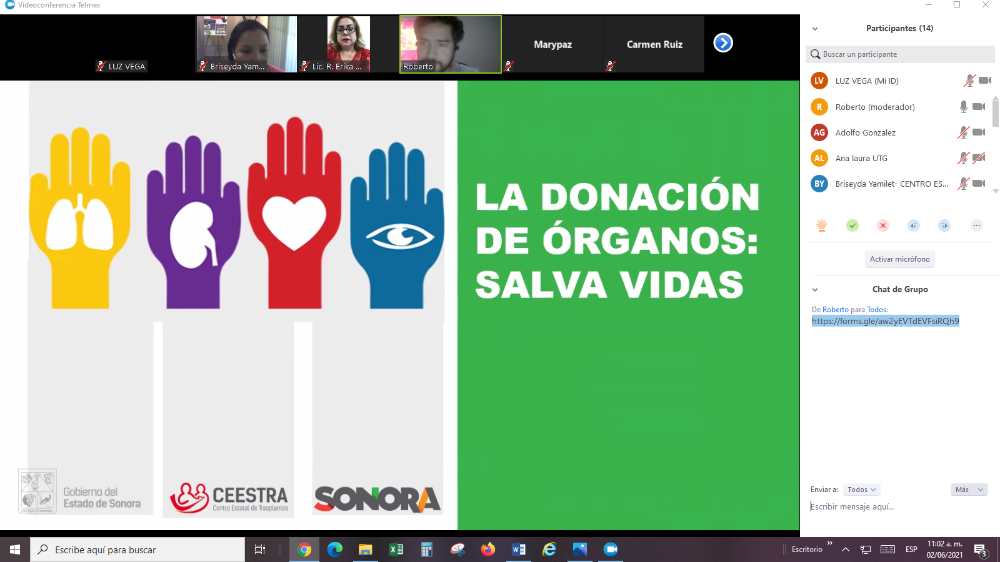 Videoconferencia Telmex
LUZ VEGA
Briseyda Yam...
Lic. R. Erika ...
Roberto
Marypaz
Carmen Ruiz
LA DONACIÓN
DE ÓRGANOS:
SALVA VIDAS
Gobierno del
Estado de Sonora
CEESTRA
Centro Estatal de Trasplantes
SONORA
Participantes (14)
Buscar un participante
LV
LUZ VEGA (Mi ID)
R
Roberto (moderador)
AG
Adolfo Gonzalez
AL
Ana laura UTG
BY
Briseyda Yamilet- CENTRO ES...
Activar micrófono
Chat de Grupo
De Roberto para Todos:
https://forms.gle/aw2yEVTdEVFsiRQh9
Enviar a: Todos
Más
Escribir mensaje aquí...
Escribe aquí para buscar
Escritorio
ESP
11:02 a. m.
02/06/2021
3